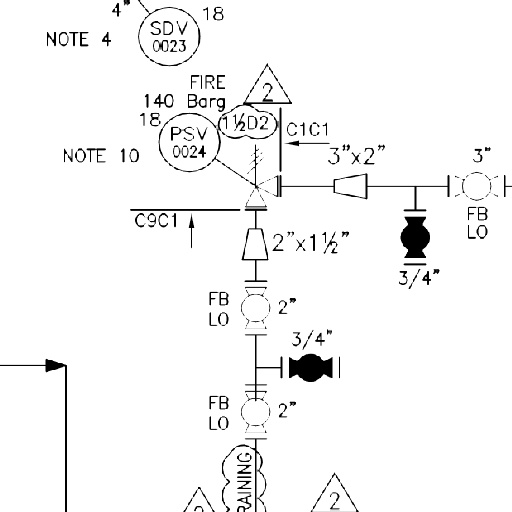 4"
18
SDV
0023
NOTE 4
FIRE
140 Barg
2
18
1½D2
C1C1
PSV
0024
NOTE 10
3"x2"
3"
FB
LO
C9C1
2"x1½"
3/4"
FB
LO
2"
3/4"
FB
LO
2"
RAINING
2